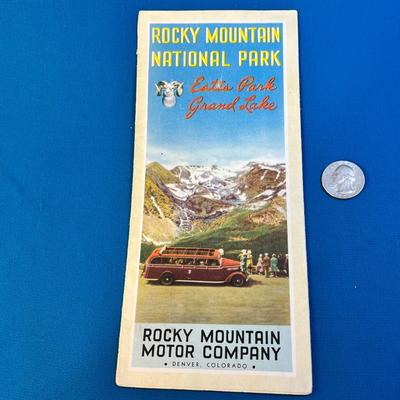 ROCKY MOUNTAIN
NATIONAL PARK
Estes Park
Grand Lake
ROCKY MOUNTAIN
MOTOR COMPANY
• DENVER, COLORADO •